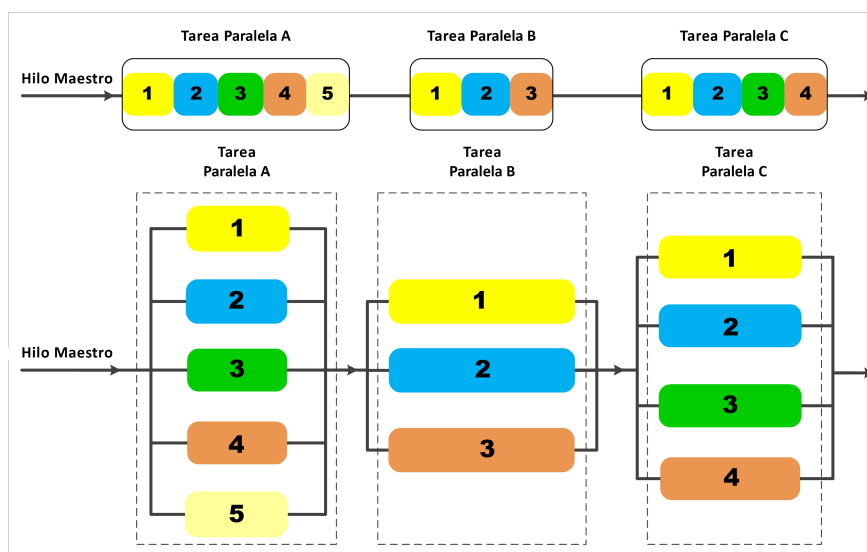 Tarea Paralela A
Tarea Paralela B
Tarea Paralela C
Hilo Maestro
1 2 3 4 5
1 2 3
1 2 3 4
Tarea
Paralela A
Tarea
Paralela B
Tarea
Paralela C
Hilo Maestro
1
2
3
4
5
1
2
3
1
2
3
4